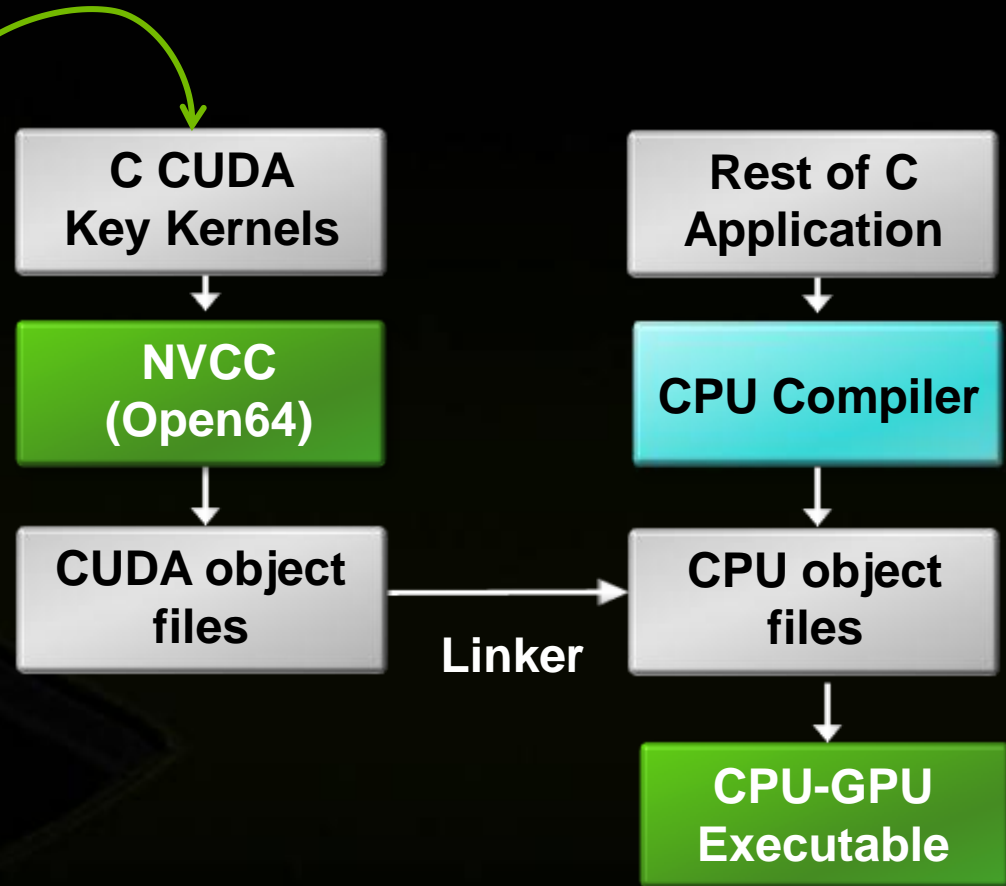 C CUDA
Key Kernels
Rest of C
Application
NVCC
(Open64)
CPU Compiler
CUDA object
files
Linker
CPU object
files
CPU-GPU
Executable